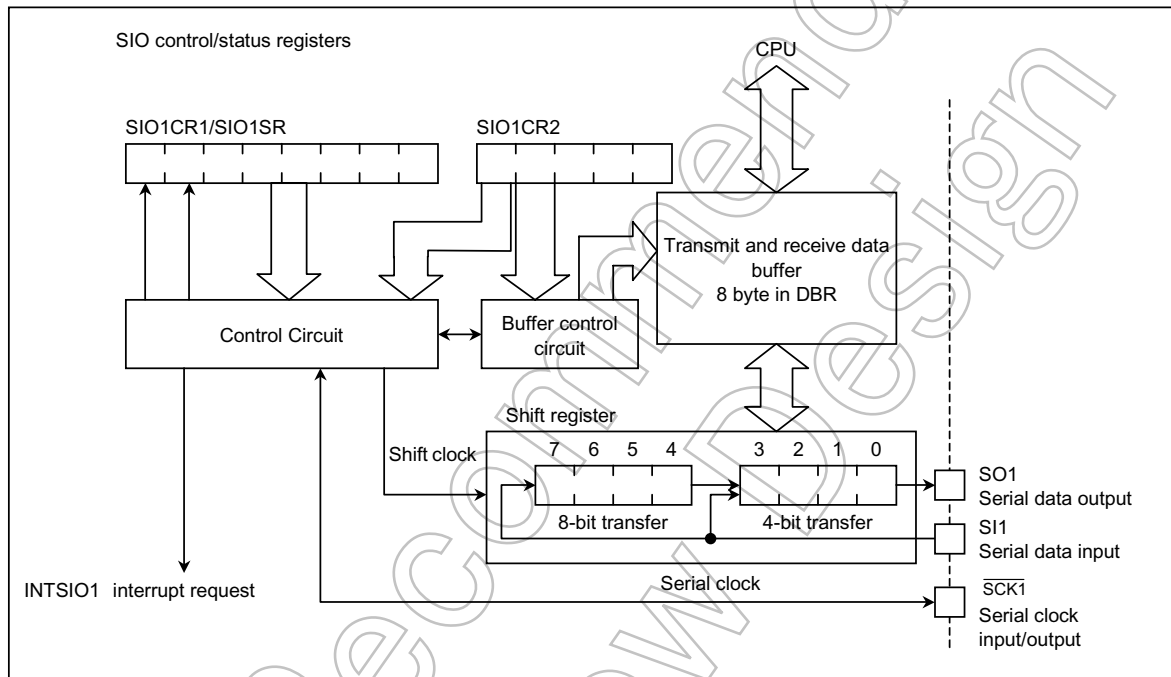 SIO control/status registers
CPU
SIO1CR1/SIO1SR
SIO1CR2
Transmit and receive data
buffer
8 byte in DBR
Control Circuit
Buffer control
circuit
Shift register
Shift clock
7 6 5 4 3 2 1 0
8-bit transfer
4-bit transfer
SO1
Serial data output
SI1
Serial data input
INTSIO1 interrupt request
Serial clock
SCK1
Serial clock
input/output